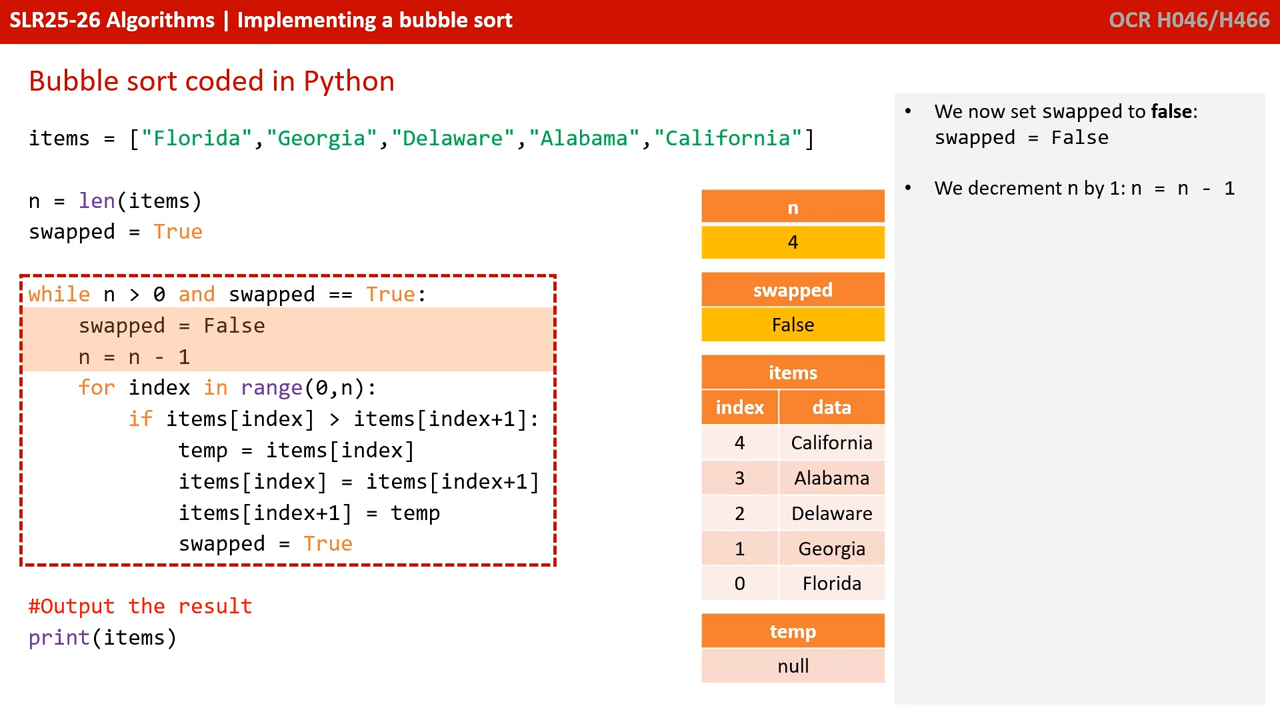 SLR25-26 Algorithms | Implementing a bubble sort
OCR H046/H466
Bubble sort coded in Python
items = ["Florida","Georgia","Delaware","Alabama","California"]
n = len(items)
swapped = True
while n > 0 and swapped == True:
    swapped = False
    n = n - 1
    for index in range(0,n):
        if items[index] > items[index+1]:
            temp = items[index]
            items[index] = items[index+1]
            items[index+1] = temp
            swapped = True
#Output the result
print(items)
n
4
swapped
False
items
index data
4 California
3 Alabama
2 Delaware
1 Georgia
0 Florida
temp
null
• We now set swapped to false:
swapped = False
• We decrement n by 1: n = n - 1